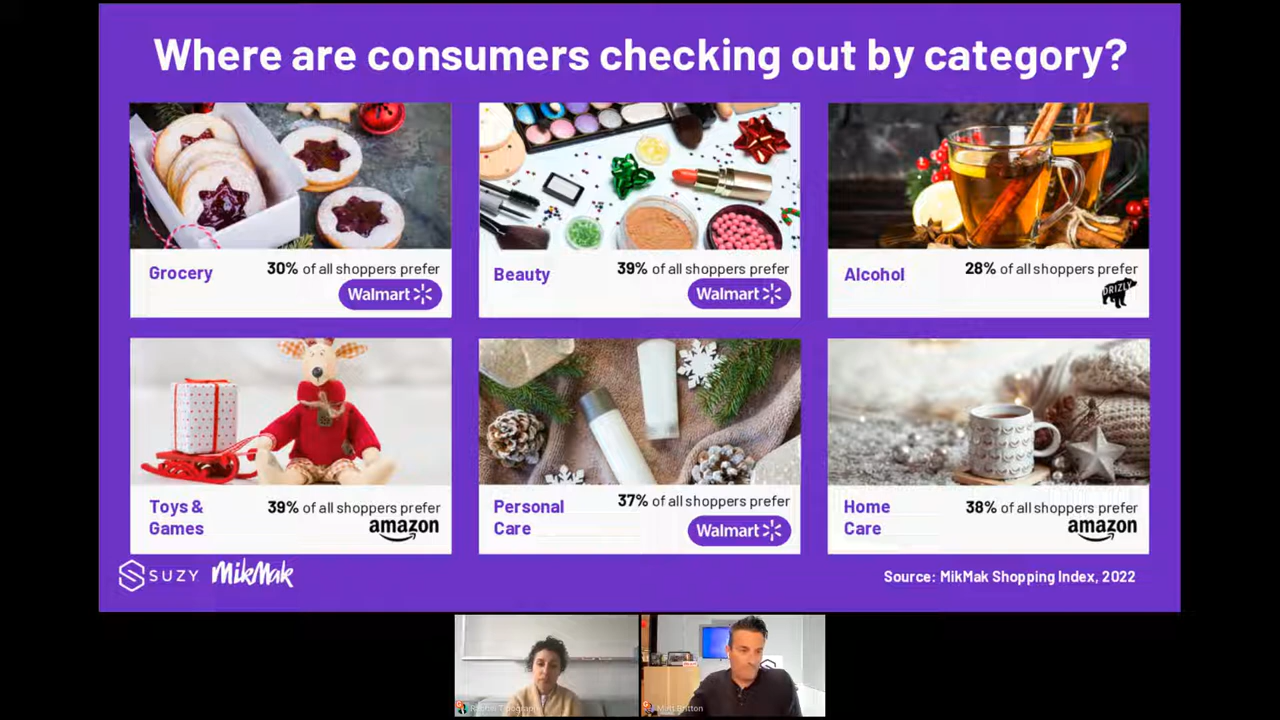 Where are consumers checking out by category?
Grocery
30% of all shoppers prefer
Walmart
Beauty
39% of all shoppers prefer
Walmart
Alcohol
28% of all shoppers prefer
DRIZLY
Toys &
Games
39% of all shoppers prefer
amazon
Personal
Care
37% of all shoppers prefer
Walmart
Home
Care
38% of all shoppers prefer
amazon
SUZY MikMak
Source: MikMak Shopping Index, 2022
Matt Britton